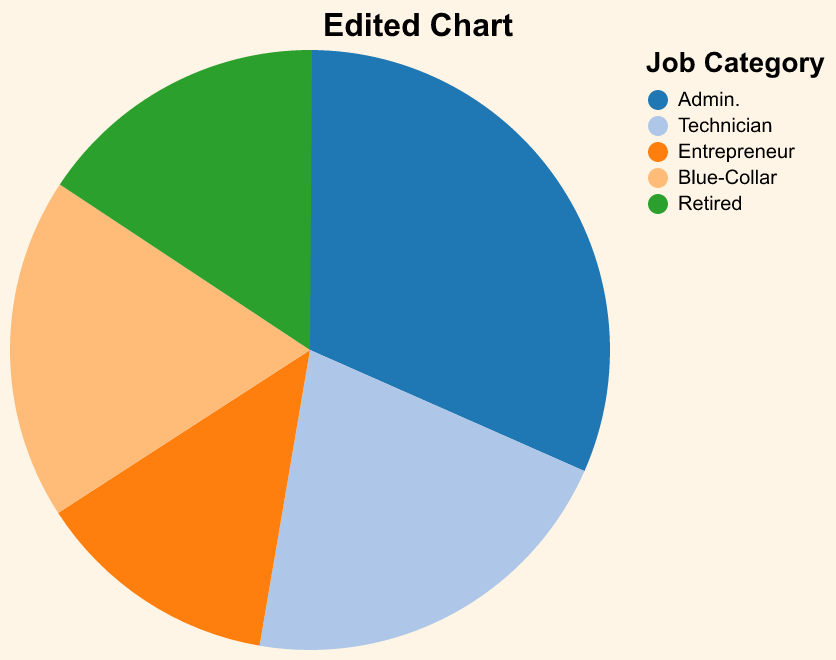 Edited Chart
Job Category
Admin.
Technician
Entrepreneur
Blue-Collar
Retired